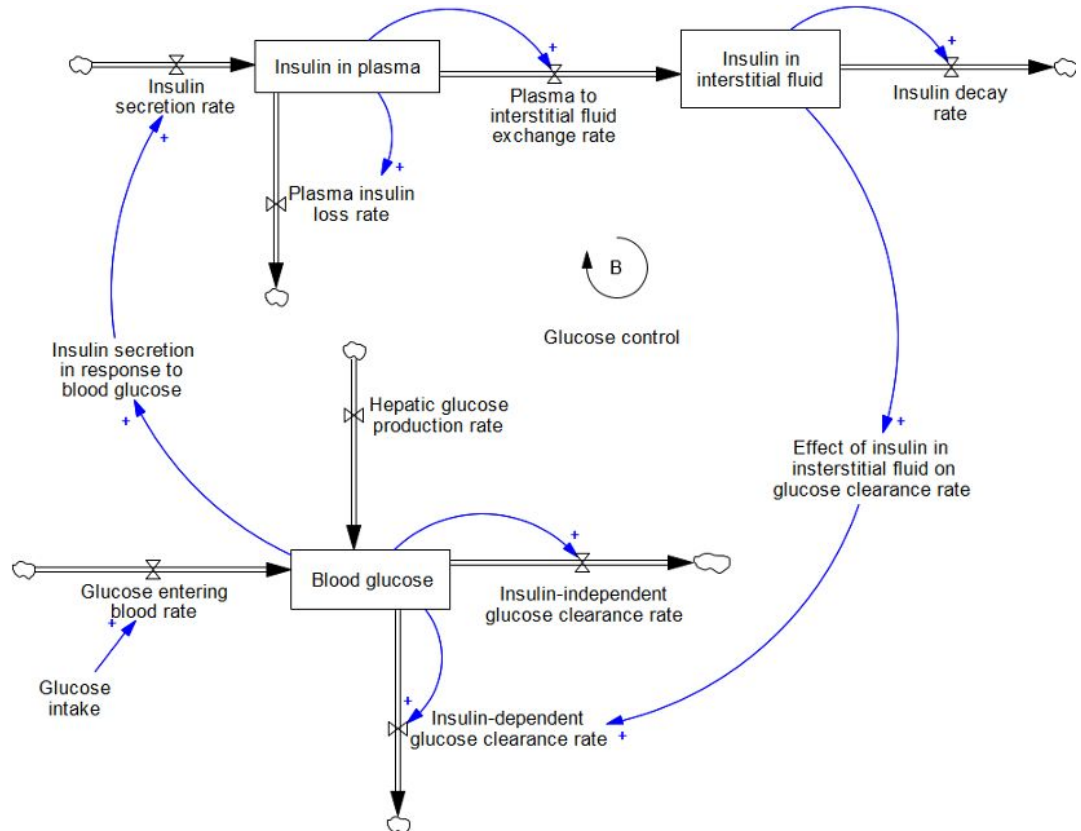 Insulin in plasma
Insulin in
interstitial fluid
+
+
Insulin
secretion rate
Plasma to
interstitial fluid
exchange rate
Insulin decay
rate
+
+
Plasma insulin
loss rate
B
Glucose control
Insulin secretion
in response to
blood glucose
+
Hepatic glucose
production rate
+
Effect of insulin in
insterstitial fluid on
glucose clearance rate
+
Blood glucose
Glucose entering
blood rate
+
Insulin-independent
glucose clearance rate
Glucose
intake
+
Insulin-dependent
glucose clearance rate
+